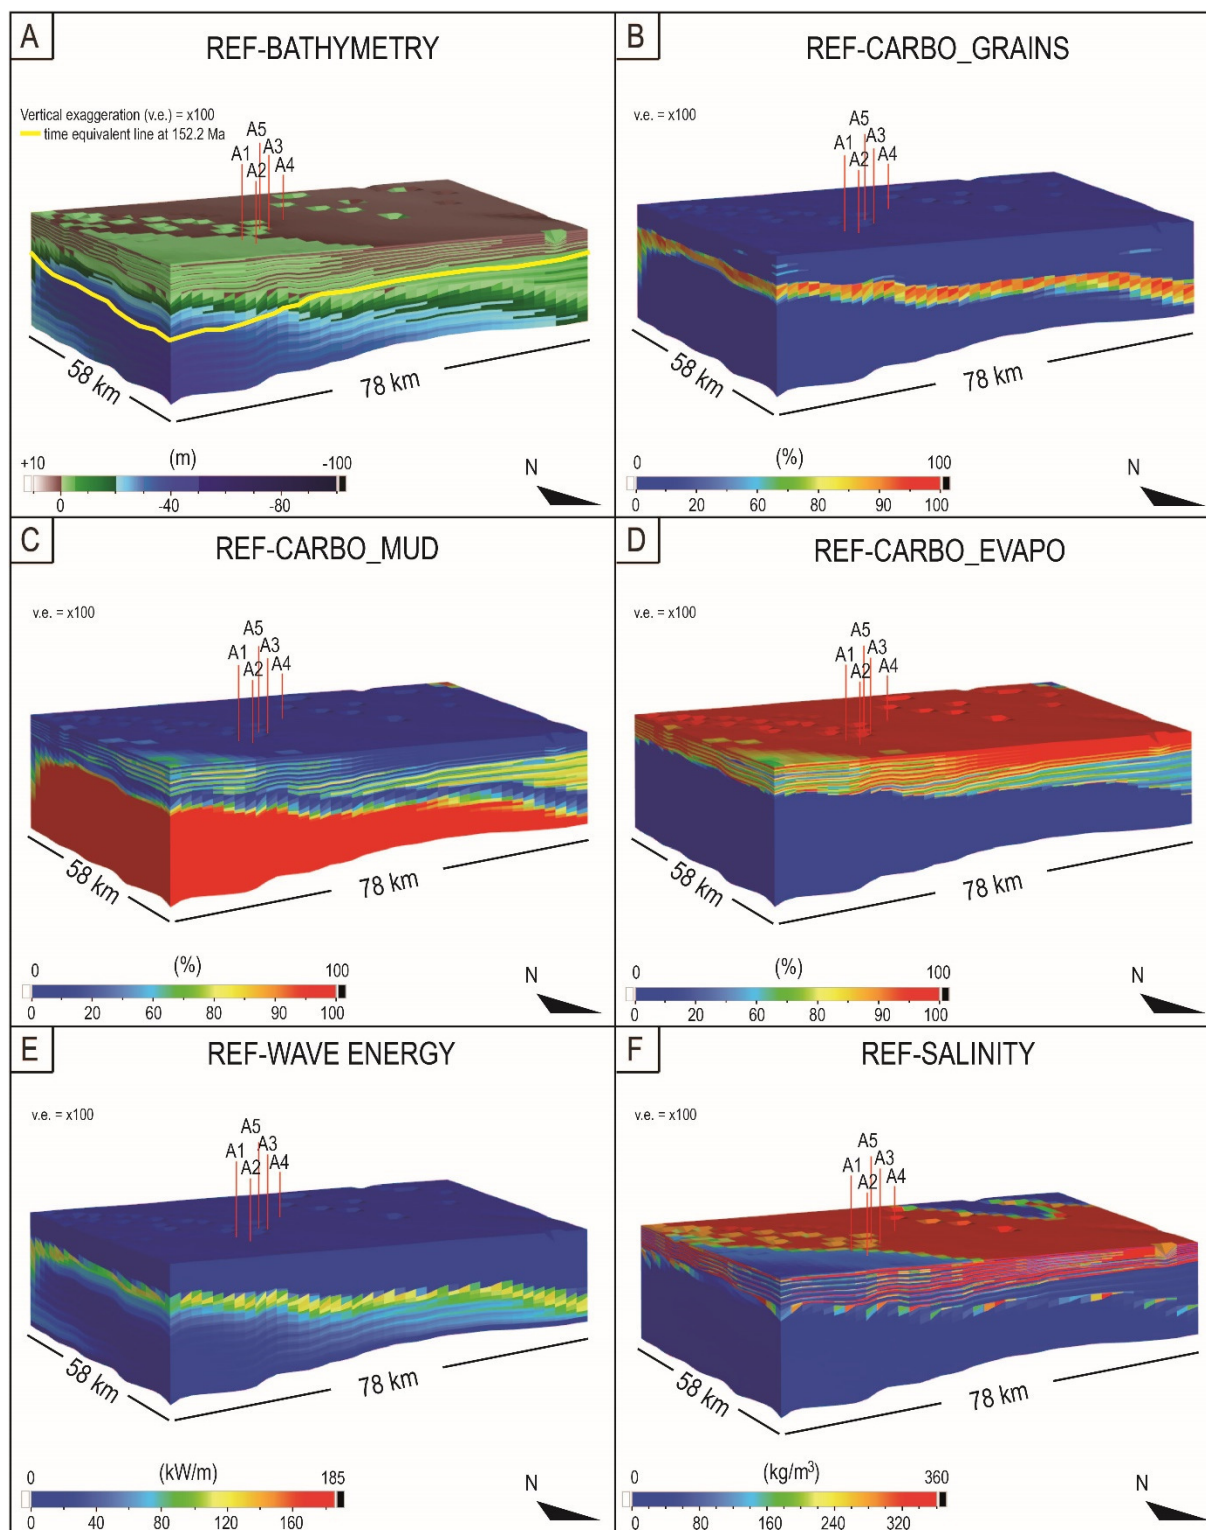 A
REF-BATHYMETRY
Vertical exaggeration (v.e.) = x100
time equivalent line at 152.2 Ma
A5
A1
A3
A2
A4
58 km
78 km
+10
(m)
-100
0
-40
-80
N
B
REF-CARBO_GRAINS
v.e. = x100
A5
A1
A3
A2
A4
58 km
78 km
0
(%)
100
0 20 60 80 90 100
N
C
REF-CARBO_MUD
v.e. = x100
A5
A1
A3
A2
A4
58 km
78 km
0
(%)
100
0 20 60 80 90 100
N
D
REF-CARBO_EVAPO
v.e. = x100
A5
A1
A3
A2
A4
58 km
78 km
0
(%)
100
0 20 60 80 90 100
N
E
REF-WAVE ENERGY
v.e. = x100
A5
A1
A3
A2
A4
58 km
78 km
0
(kW/m)
185
0 40 80 120 160
N
F
REF-SALINITY
v.e. = x100
A5
A1
A3
A2
A4
58 km
78 km
0
(kg/m³)
360
0 80 160 240 320
N